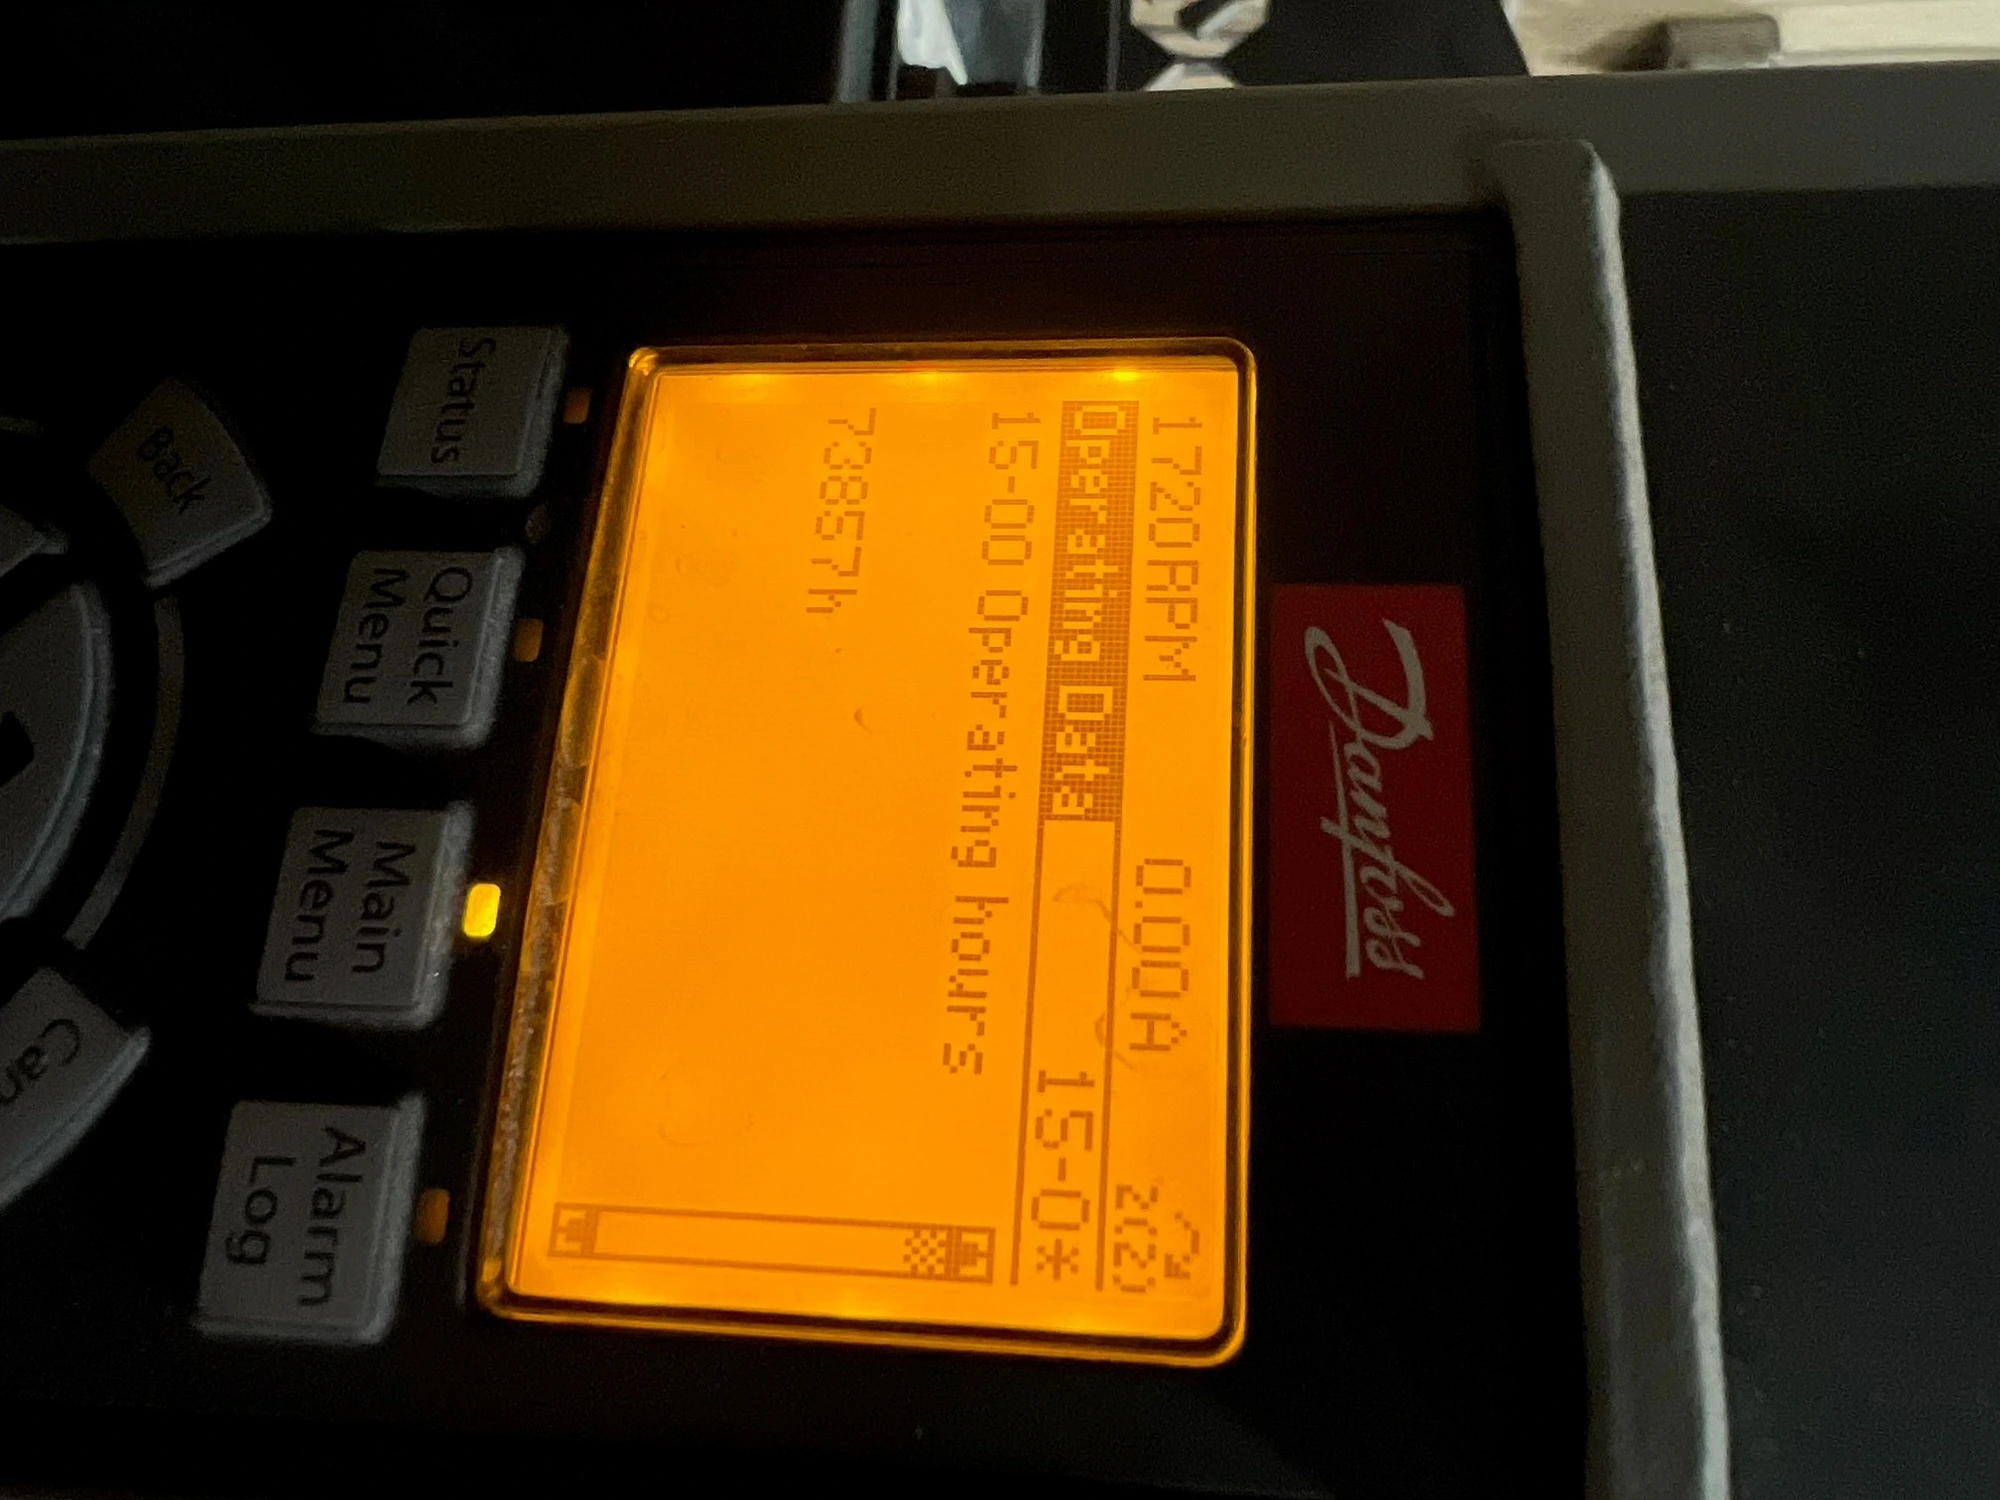 Danfoss
1720RPM 0.00A 2(2)
Operating Data 15-0*
15-00 Operating hours
73857h
Status
Quick Menu
Main Menu
Alarm Log
Back